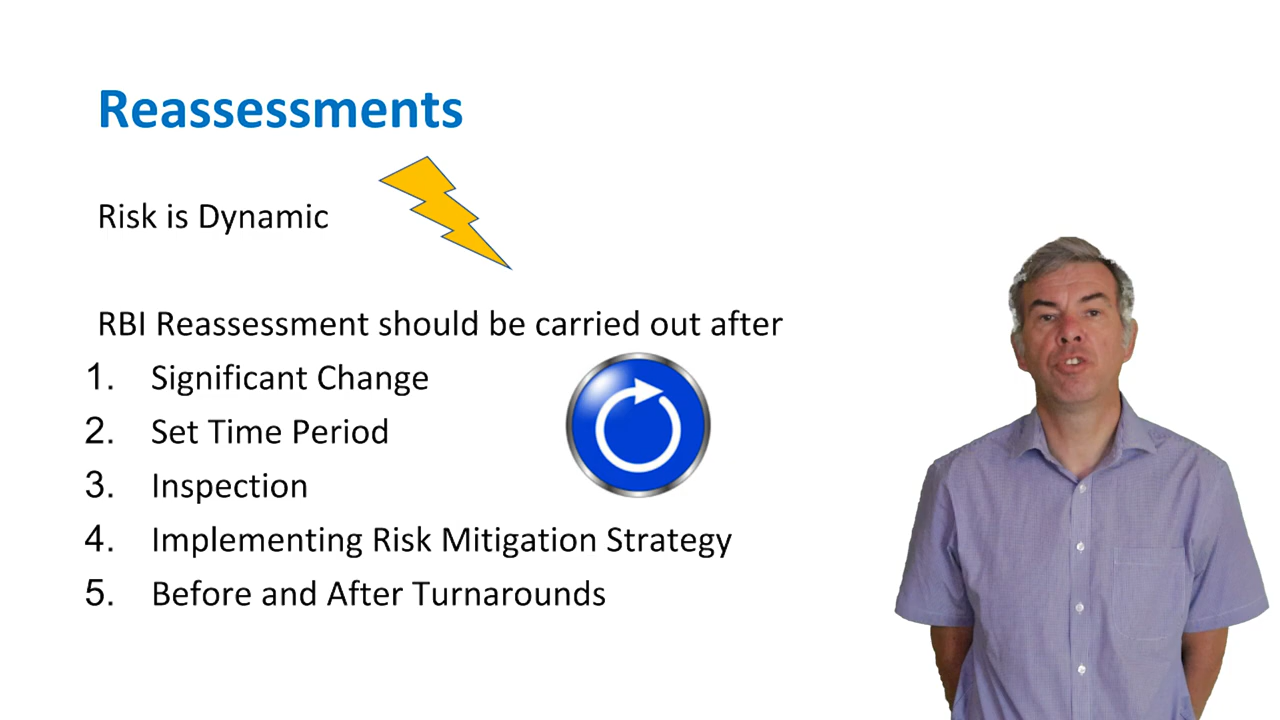 Reassessments
Risk is Dynamic
RBI Reassessment should be carried out after
1. Significant Change
2. Set Time Period
3. Inspection
4. Implementing Risk Mitigation Strategy
5. Before and After Turnarounds